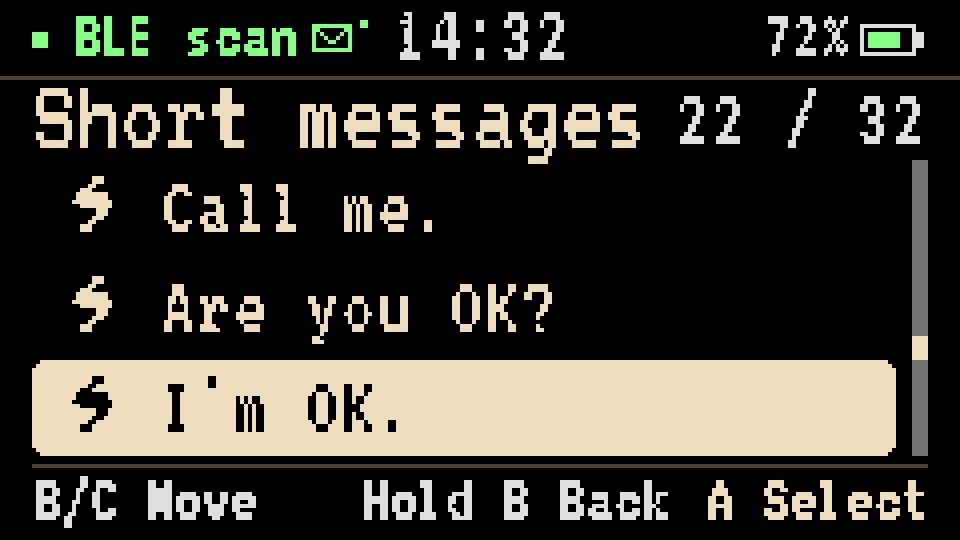 BLE scan 14:32 72%
Short messages 22 / 32
Call me.
Are you OK?
I'm OK.
B/C Move Hold B Back A Select